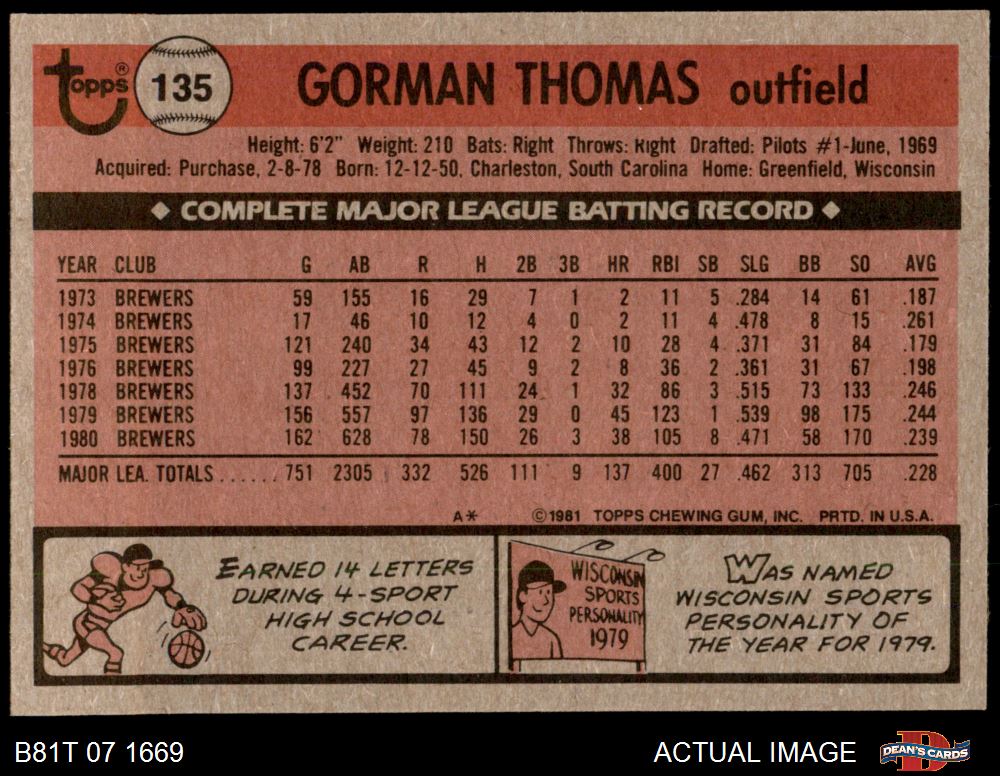 topps® 135 GORMAN THOMAS outfield
Height: 6'2" Weight: 210 Bats: Right Throws: Right Drafted: Pilots #1-June, 1969
Acquired: Purchase, 2-8-78 Born: 12-12-50, Charleston, South Carolina Home: Greenfield, Wisconsin
◆ COMPLETE MAJOR LEAGUE BATTING RECORD ◆
YEAR CLUB G AB R H 2B 3B HR RBI SB SLG BB SO AVG
1973 BREWERS 59 155 16 29 7 1 2 11 5 .284 14 61 .187
1974 BREWERS 17 46 10 12 4 0 2 11 4 .478 8 15 .261
1975 BREWERS 121 240 34 43 12 2 10 28 4 .371 31 84 .179
1976 BREWERS 99 227 27 45 9 2 8 36 2 .361 31 67 .198
1978 BREWERS 137 452 70 111 24 1 32 86 3 .515 73 133 .246
1979 BREWERS 156 557 97 136 29 0 45 123 1 .539 98 175 .244
1980 BREWERS 162 628 78 150 26 3 38 105 8 .471 58 170 .239
MAJOR LEA. TOTALS...... 751 2305 332 526 111 9 137 400 27 .462 313 705 .228
A* ©1981 TOPPS CHEWING GUM, INC. PRTD. IN U.S.A.
EARNED 14 LETTERS
DURING 4-SPORT
HIGH SCHOOL
CAREER.
WISCONSIN
SPORTS
PERSONALITY
1979
WAS NAMED
WISCONSIN SPORTS
PERSONALITY OF
THE YEAR FOR 1979.
B81T 07 1669 ACTUAL IMAGE D DEAN'S CARDS